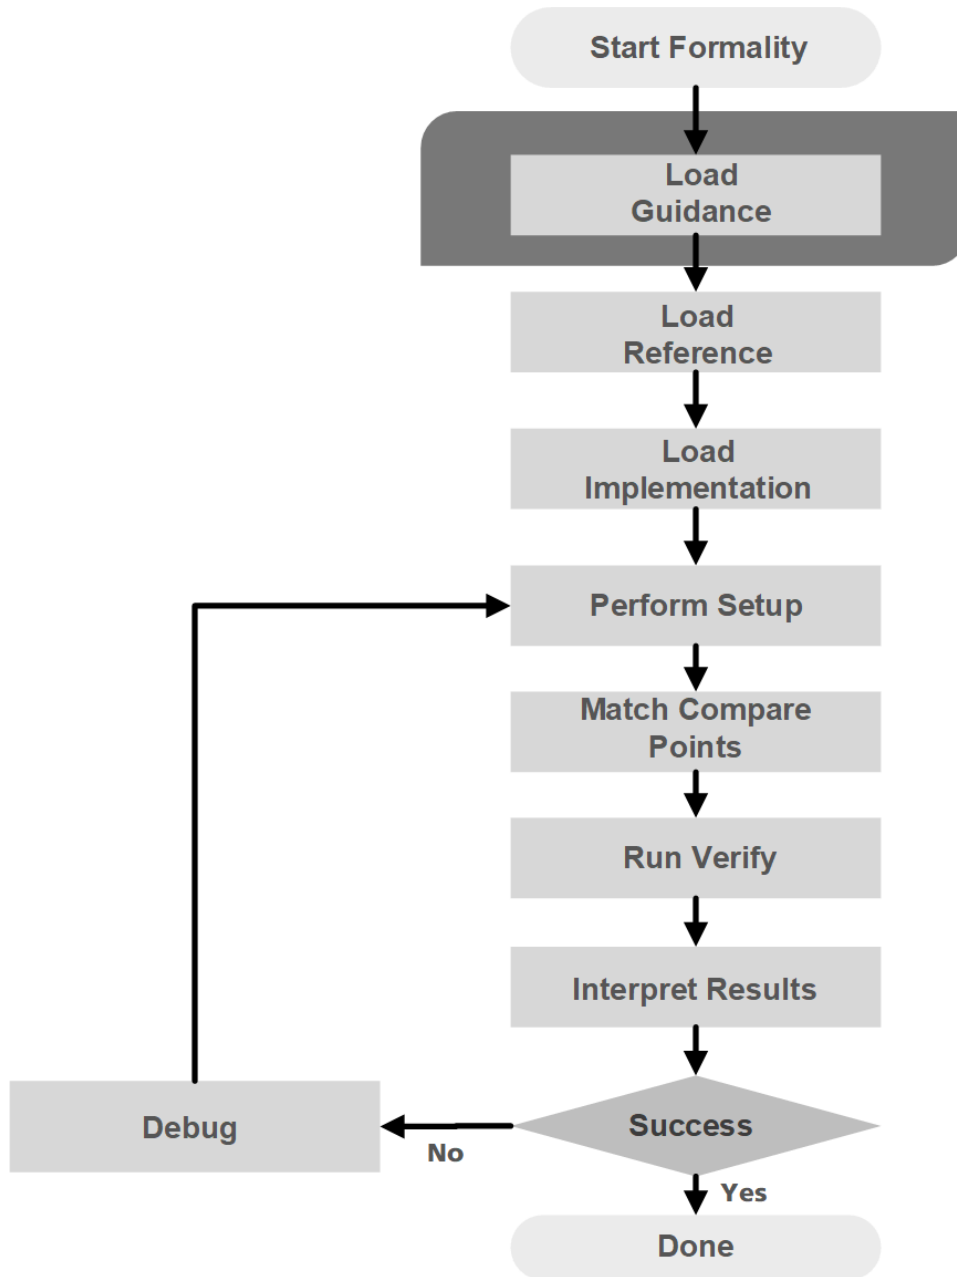 Start Formality
Load
Guidance
Load
Reference
Load
Implementation
Perform Setup
Match Compare
Points
Run Verify
Interpret Results
Success
Debug
No
Yes
Done